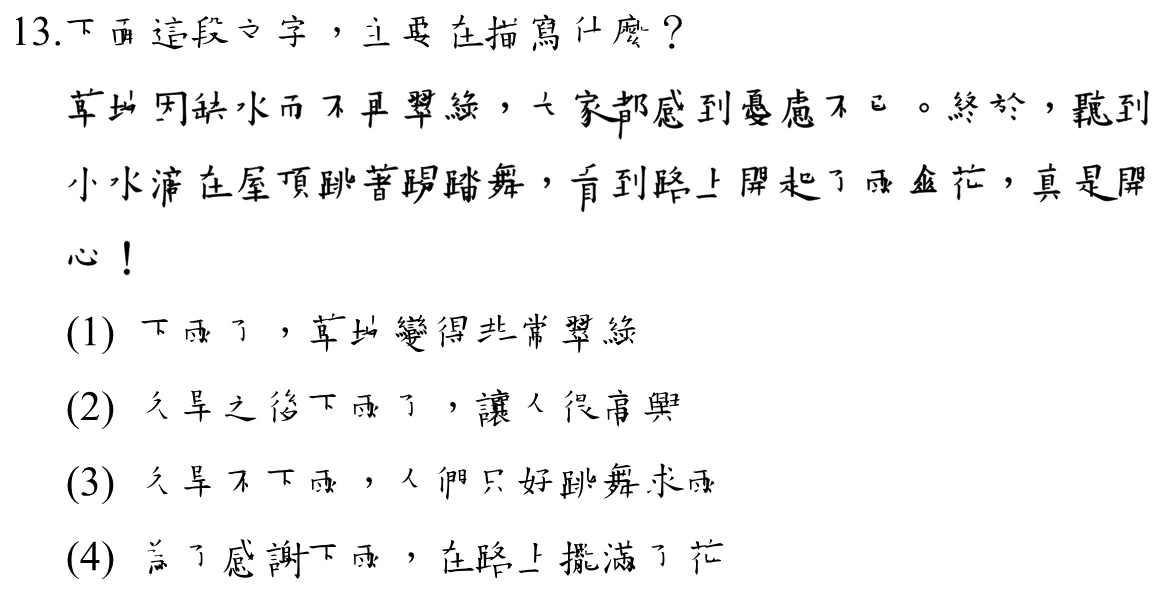 13.下面這段文字，主要在描寫什麼？
草地因缺水而不再翠綠，大家都感到憂慮不已。終於，聽到
小水滴在屋頂跳著踢踏舞，看到路上開起了雨傘花，真是開
心！
(1) 下雨了，草地變得非常翠綠
(2) 久旱之後下雨了，讓人很高興
(3) 久旱不下雨，人們只好跳舞求雨
(4) 為了感謝下雨，在路上擺滿了花